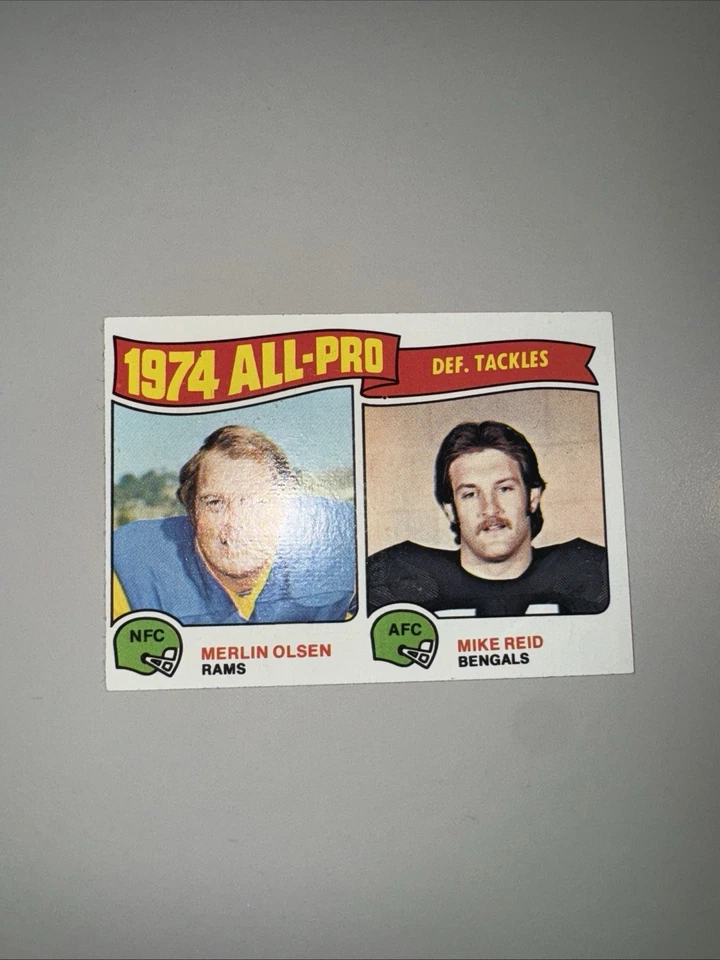 1974 ALL-PRO
DEF. TACKLES
NFC
MERLIN OLSEN
RAMS
AFC
MIKE REID
BENGALS